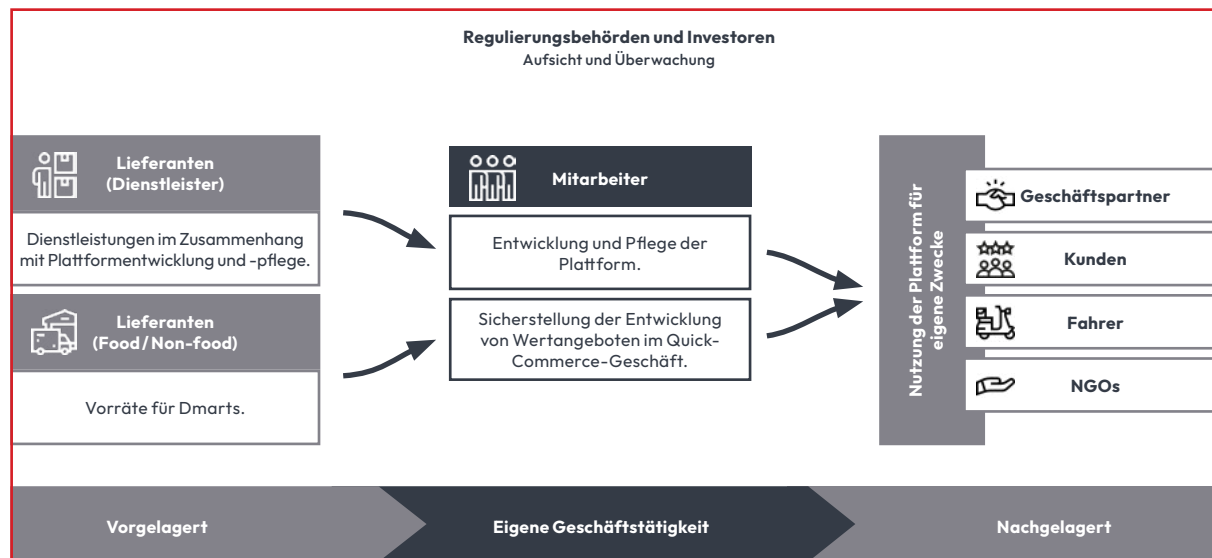 Regulierungsbehörden und Investoren
Aufsicht und Überwachung
Lieferanten
(Dienstleister)
Dienstleistungen im Zusammenhang
mit Plattformentwicklung und -pflege.
Lieferanten
(Food / Non-food)
Vorräte für Dmarts.
Mitarbeiter
Entwicklung und Pflege der
Plattform.
Sicherstellung der Entwicklung
von Wertangeboten im Quick-
Commerce-Geschäft.
Nutzung der Plattform für
eigene Zwecke
Geschäftspartner
Kunden
Fahrer
NGOs
Vorgelagert
Eigene Geschäftstätigkeit
Nachgelagert